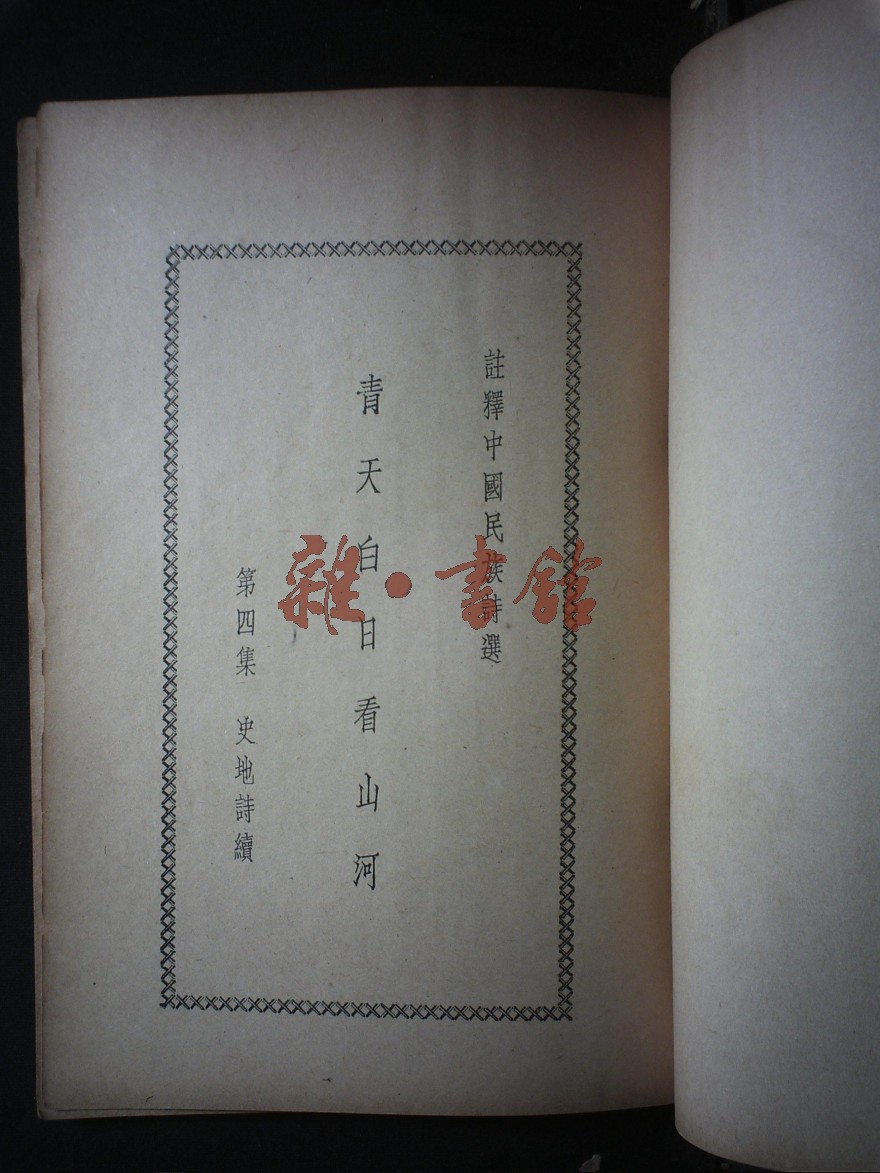 註釋中國民族詩選
青天白日看山河
第四集 史地詩續
雜·書館